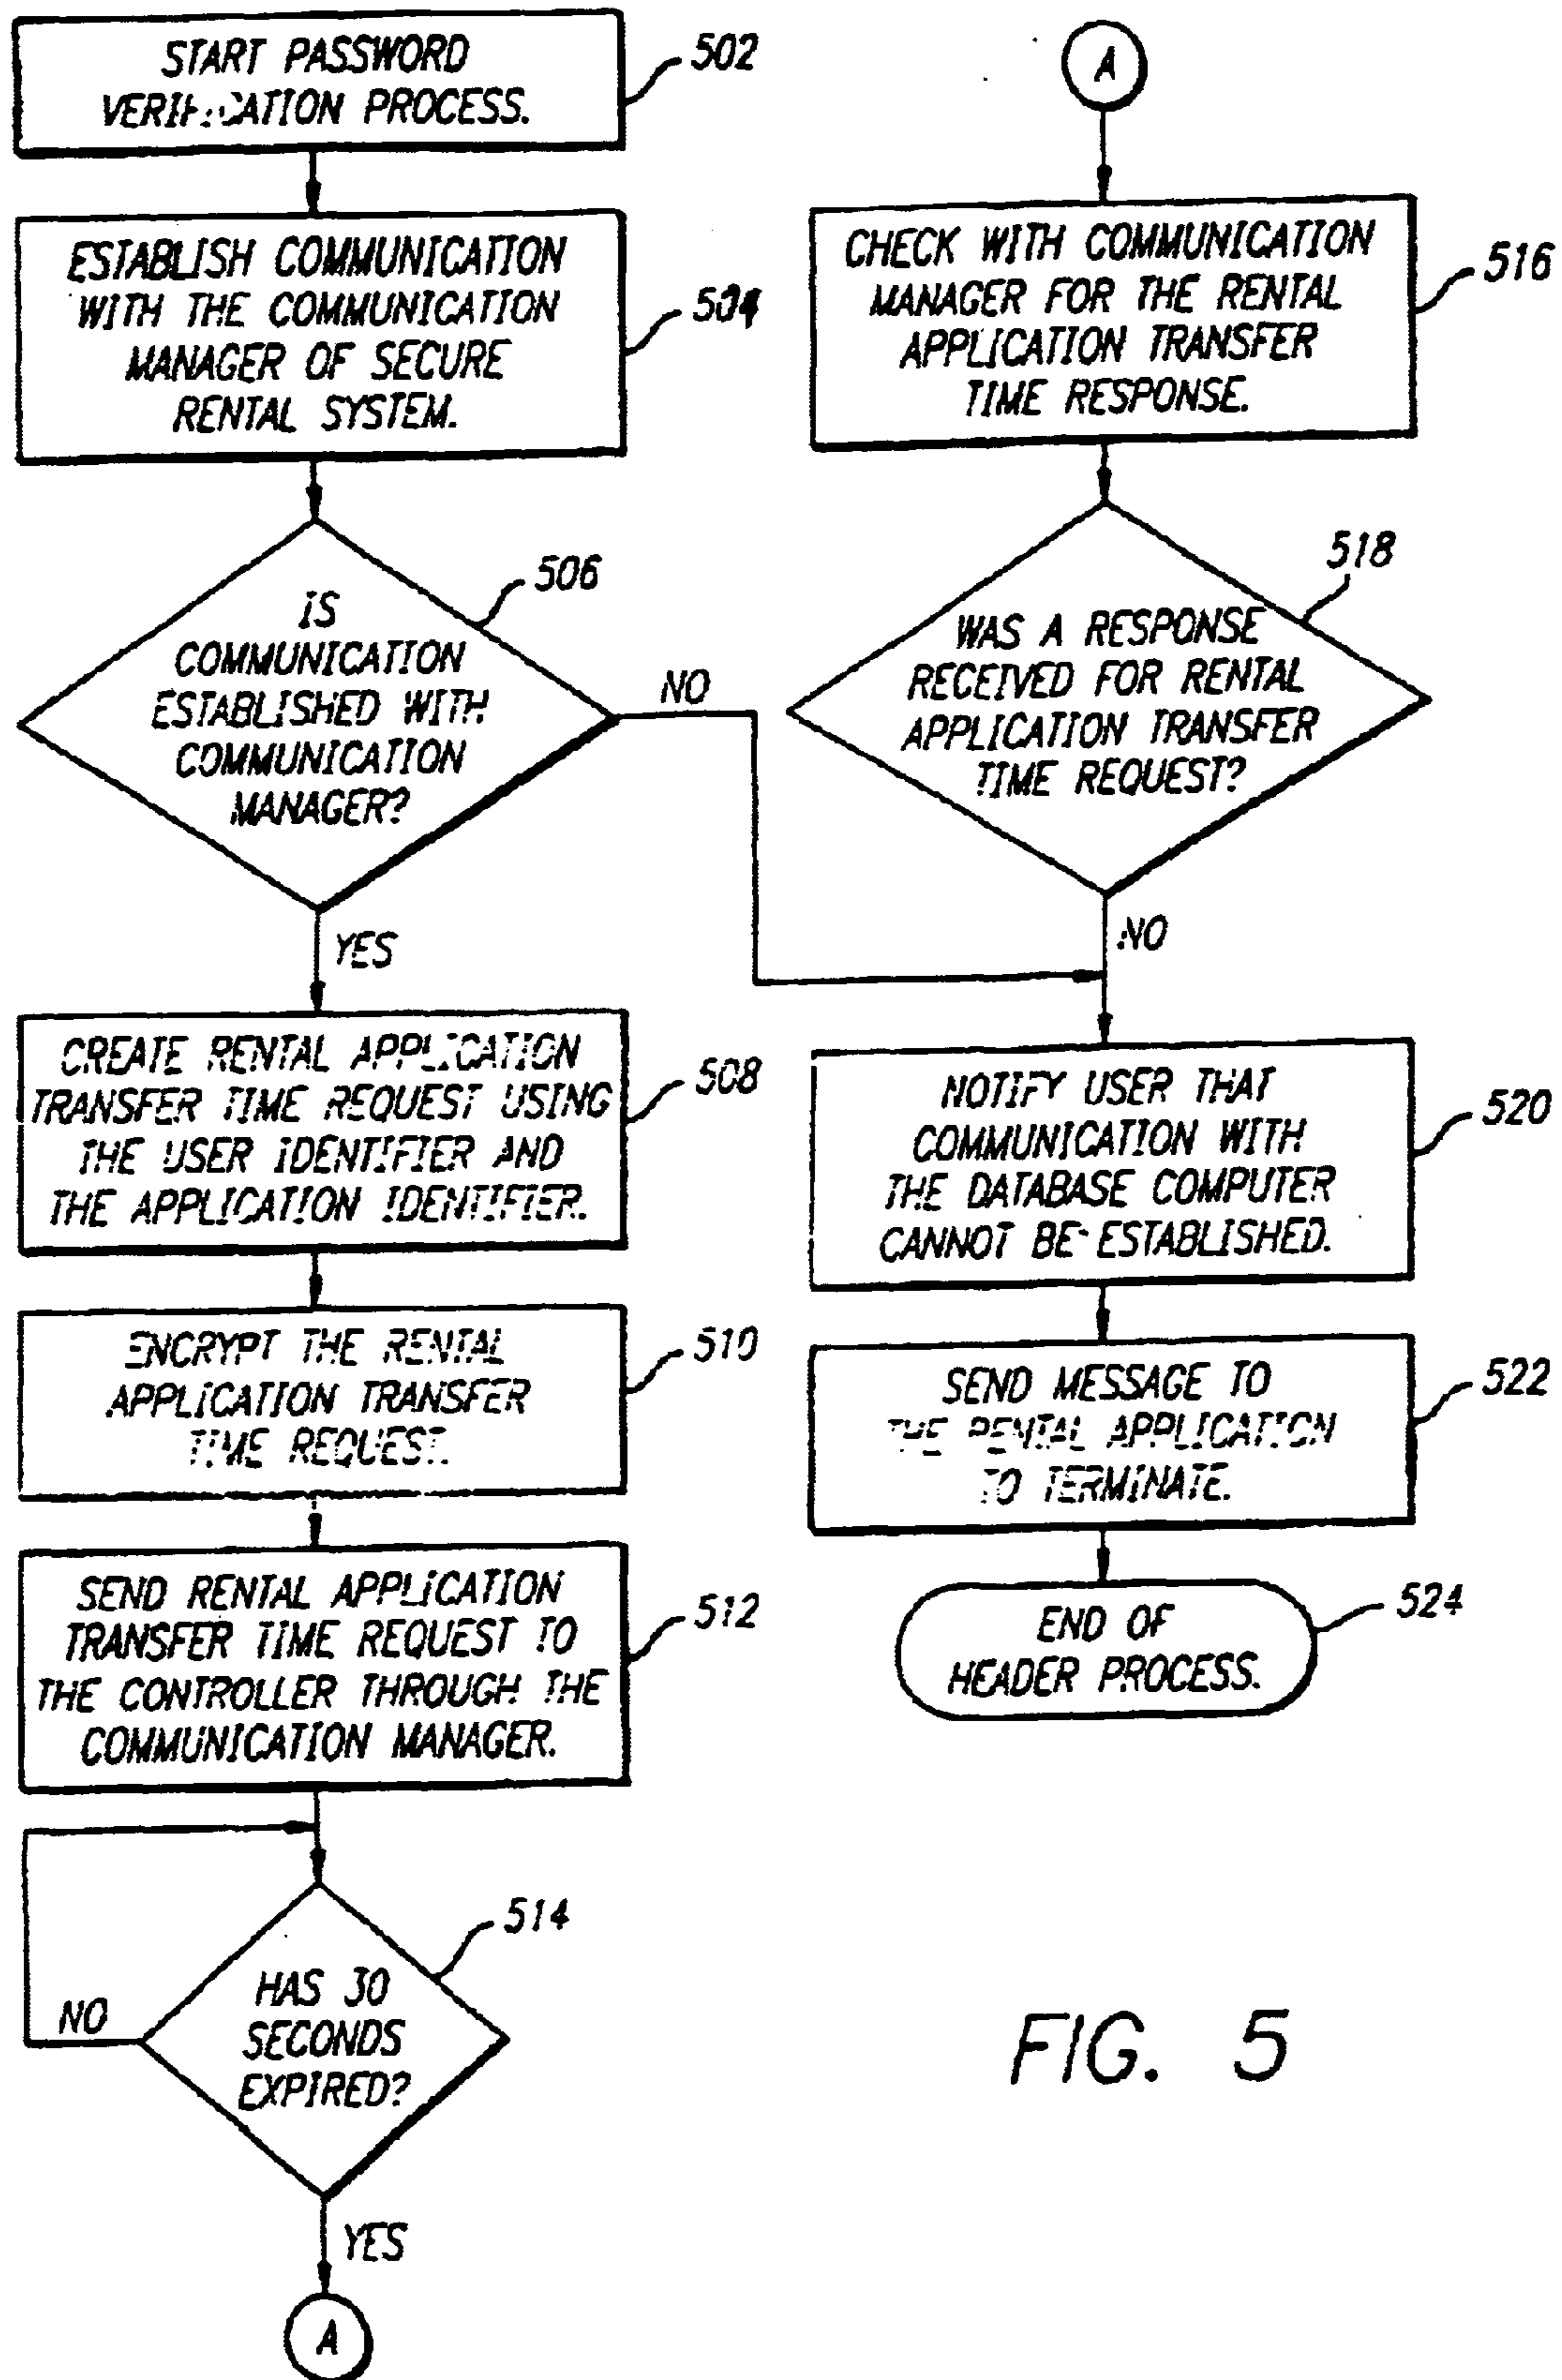 START PASSWORD
VERIFICATION PROCESS.
502
ESTABLISH COMMUNICATION
WITH THE COMMUNICATION
MANAGER OF SECURE
RENTAL SYSTEM.
504
IS
COMMUNICATION
ESTABLISHED WITH
COMMUNICATION
MANAGER?
506
NO
YES
CREATE RENTAL APPLICATION
TRANSFER TIME REQUEST USING
THE USER IDENTIFIER AND
THE APPLICATION IDENTIFIER.
508
ENCRYPT THE RENTAL
APPLICATION TRANSFER
TIME REQUEST.
510
SEND RENTAL APPLICATION
TRANSFER TIME REQUEST TO
THE CONTROLLER THROUGH THE
COMMUNICATION MANAGER.
512
HAS 30
SECONDS
EXPIRED?
514
NO
YES
A
A
CHECK WITH COMMUNICATION
MANAGER FOR THE RENTAL
APPLICATION TRANSFER
TIME RESPONSE.
516
WAS A RESPONSE
RECEIVED FOR RENTAL
APPLICATION TRANSFER
TIME REQUEST?
518
NO
NOTIFY USER THAT
COMMUNICATION WITH
THE DATABASE COMPUTER
CANNOT BE ESTABLISHED.
520
SEND MESSAGE TO
THE RENTAL APPLICATION
TO TERMINATE.
522
END OF
HEADER PROCESS.
524
FIG. 5